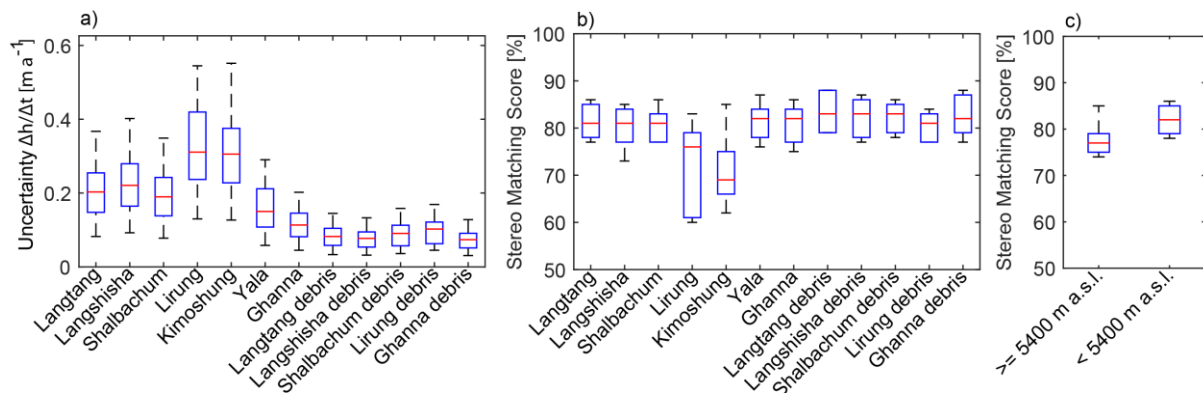 a)
Uncertainty Δh/Δt [m a⁻¹]
0.6
0.4
0.2
0
Langtang
Langshisha
Shalbachum
Lirung
Kimoshung
Yala
Ghanna
Langtang debris
Langshisha debris
Shalbachum debris
Lirung debris
Ghanna debris
b)
Stereo Matching Score [%]
100
90
80
70
60
50
Langtang
Langshisha
Shalbachum
Lirung
Kimoshung
Yala
Ghanna
Langtang debris
Langshisha debris
Shalbachum debris
Lirung debris
Ghanna debris
c)
Stereo Matching Score [%]
100
90
80
70
60
50
>= 5400 m a.s.l.
< 5400 m a.s.l.